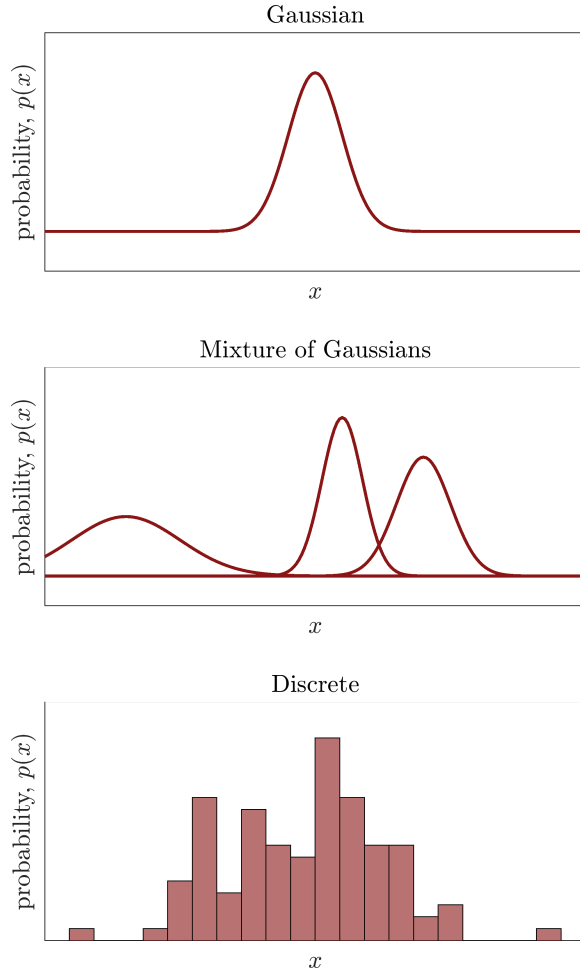 Gaussian
probability, p(x)
x
Mixture of Gaussians
probability, p(x)
x
Discrete
probability, p(x)
x